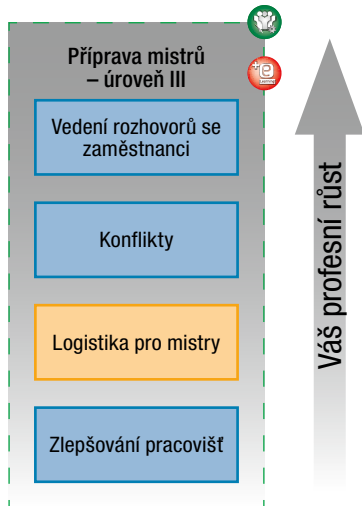 Příprava mistrů
– úroveň III
Vedení rozhovorů se
zaměstnanci
Konflikty
Logistika pro mistry
Zlepšování pracovišť
Váš profesní růst
+e